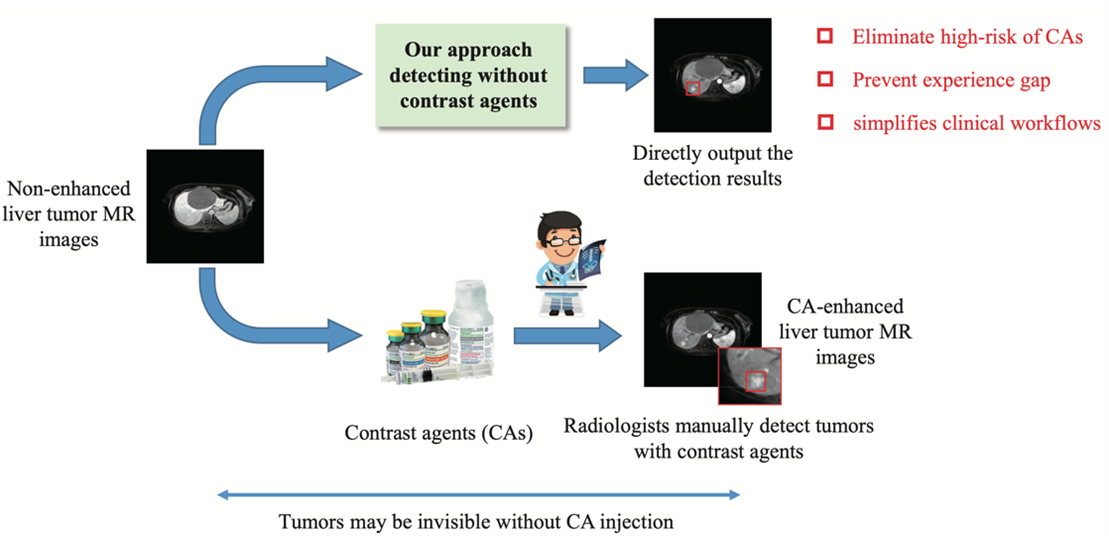 Our approach
detecting without
contrast agents
Eliminate high-risk of CAs
Prevent experience gap
simplifies clinical workflows
Directly output the
detection results
Non-enhanced
liver tumor MR
images
CA-enhanced
liver tumor MR
images
Contrast agents (CAs)
Radiologists manually detect tumors
with contrast agents
Tumors may be invisible without CA injection